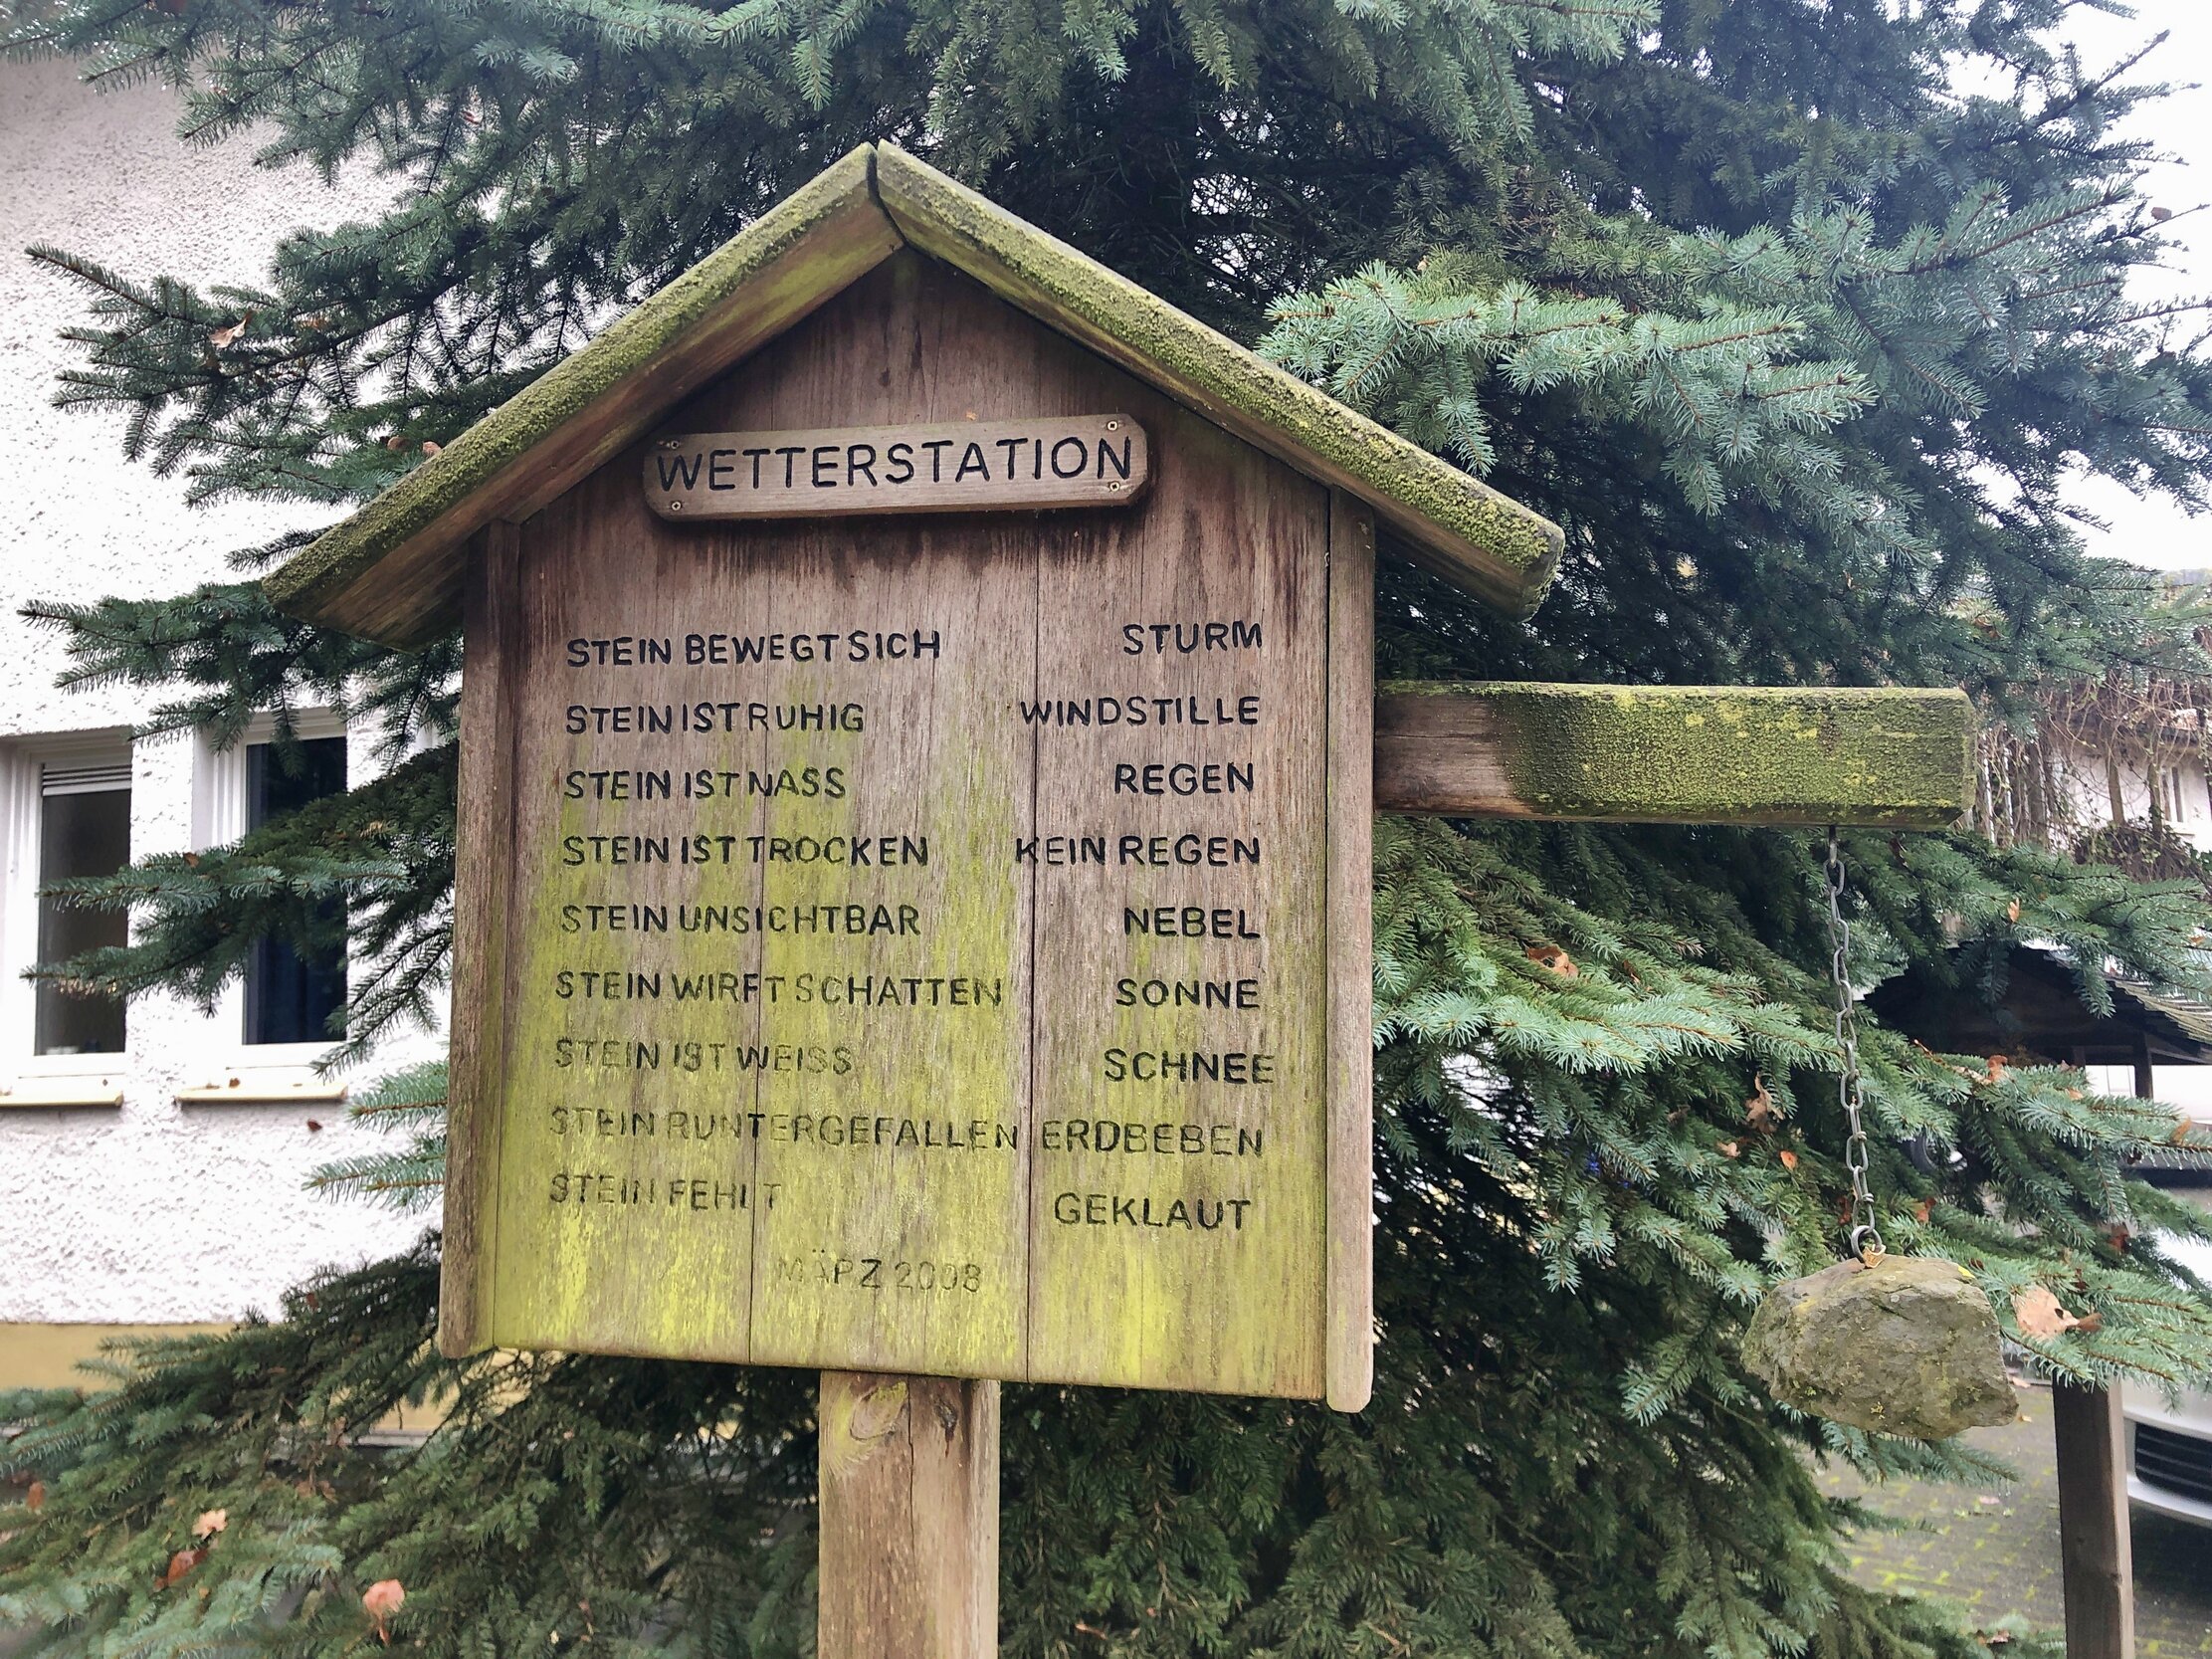 WETTERSTATION
STEIN BEWEGT SICH STURM
STEIN IST RUHIG WINDSTILLE
STEIN IST NASS REGEN
STEIN IST TROCKEN KEIN REGEN
STEIN UNSICHTBAR NEBEL
STEIN WIRFT SCHATTEN SONNE
STEIN IST WEISS SCHNEE
STEIN RUNTERGEFALLEN ERDBEBEN
STEIN FEHLT GEKLAUT
MÄRZ 2008